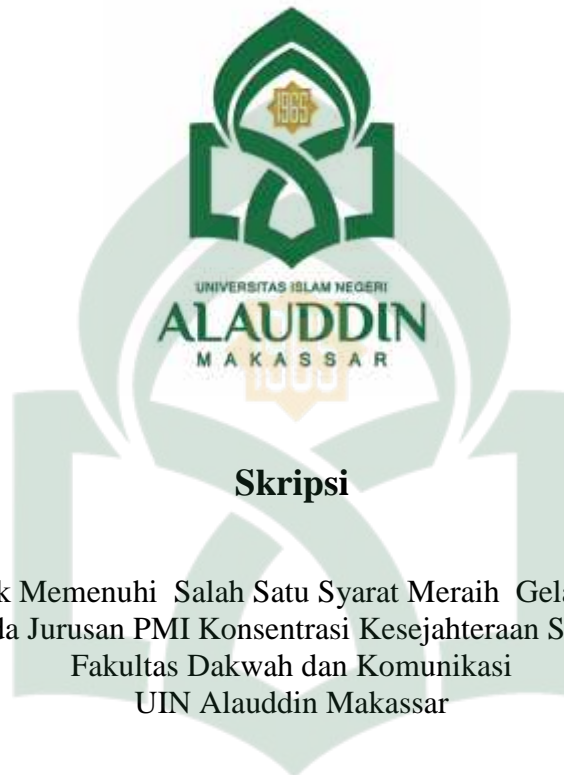 1965
UNIVERSITAS ISLAM NEGERI
ALAUDDIN
MAKASSAR
1965
Skripsi
Memenuhi Salah Satu Syarat Meraih
Jurusan PMI Konsentrasi Kesejahteraan
Fakultas Dakwah dan Komunikasi
UIN Alauddin Makassar